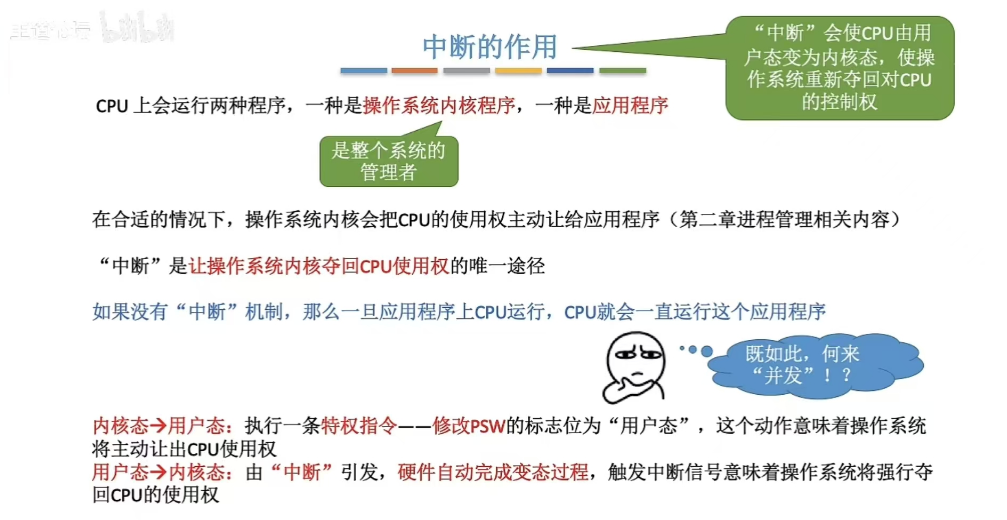 bilibili
中断的作用
“中断”会使CPU由用
户态变为内核态，使操
作系统重新夺回对CPU
的控制权
CPU 上会运行两种程序，一种是操作系统内核程序，一种是应用程序
是整个系统的
管理者
在合适的情况下，操作系统内核会把CPU的使用权主动让给应用程序（第二章进程管理相关内容）
“中断”是让操作系统内核夺回CPU使用权的唯一途径
如果没有“中断”机制，那么一旦应用程序上CPU运行，CPU就会一直运行这个应用程序
既如此，何来
“并发”！？
内核态→用户态：执行一条特权指令——修改PSW的标志位为“用户态”，这个动作意味着操作系统
将主动让出CPU使用权
用户态→内核态：由“中断”引发，硬件自动完成变态过程，触发中断信号意味着操作系统将强行夺
回CPU的使用权